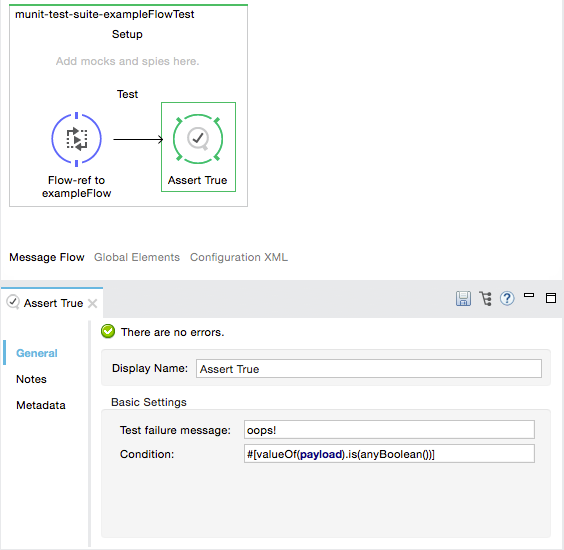 munit-test-suite-exampleFlowTest
Setup
Add mocks and spies here.
Test
Flow-ref to
exampleFlow
Assert True
Message Flow Global Elements Configuration XML
Assert True
There are no errors.
General
Notes
Metadata
Display Name: Assert True
Basic Settings
Test failure message: oops!
Condition: #[valueOf(payload).is(anyBoolean())]